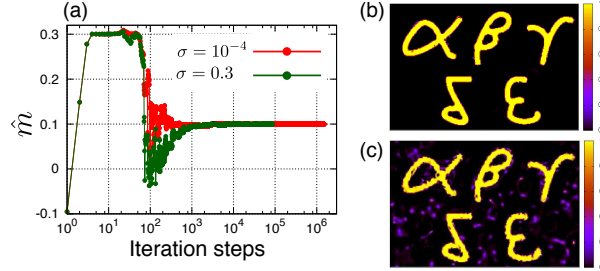 (a)
σ = 10⁻⁴
σ = 0.3
m̂
0.3
0.2
0.1
0
-0.1
10⁰ 10¹ 10² 10³ 10⁴ 10⁵ 10⁶
Iteration steps
(b)
α β γ
δ ε
(c)
α β γ
δ ε